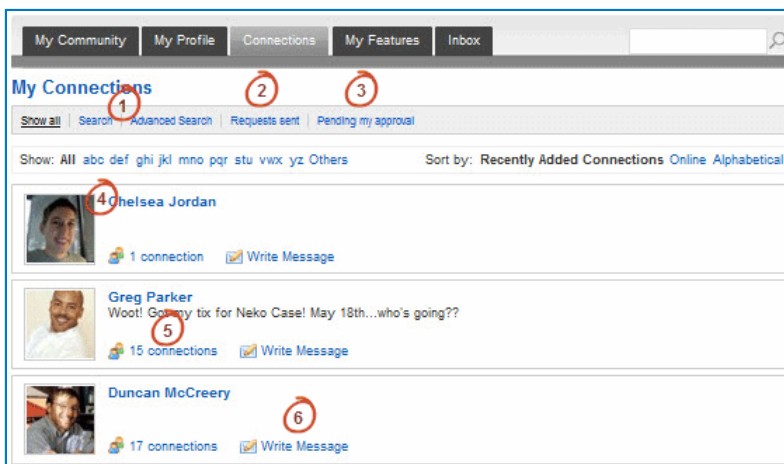 My Community My Profile Connections My Features Inbox
My Connections
1 2 3
Show all | Search | Advanced Search | Requests sent | Pending my approval
Show: All abc def ghi jkl mno pqr stu vwx yz Others Sort by: Recently Added Connections Online Alphabetical
4 Chelsea Jordan
1 connection Write Message
Greg Parker
Woot! Got my tix for Neko Case! May 18th...who's going??
5
15 connections Write Message
Duncan McCreery
6
17 connections Write Message